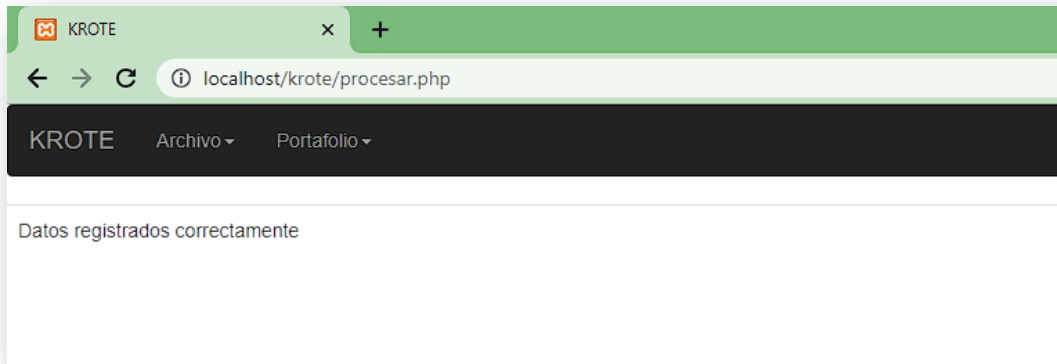 KROTE
localhost/krote/procesar.php
KROTE Archivo Portafolio
Datos registrados correctamente